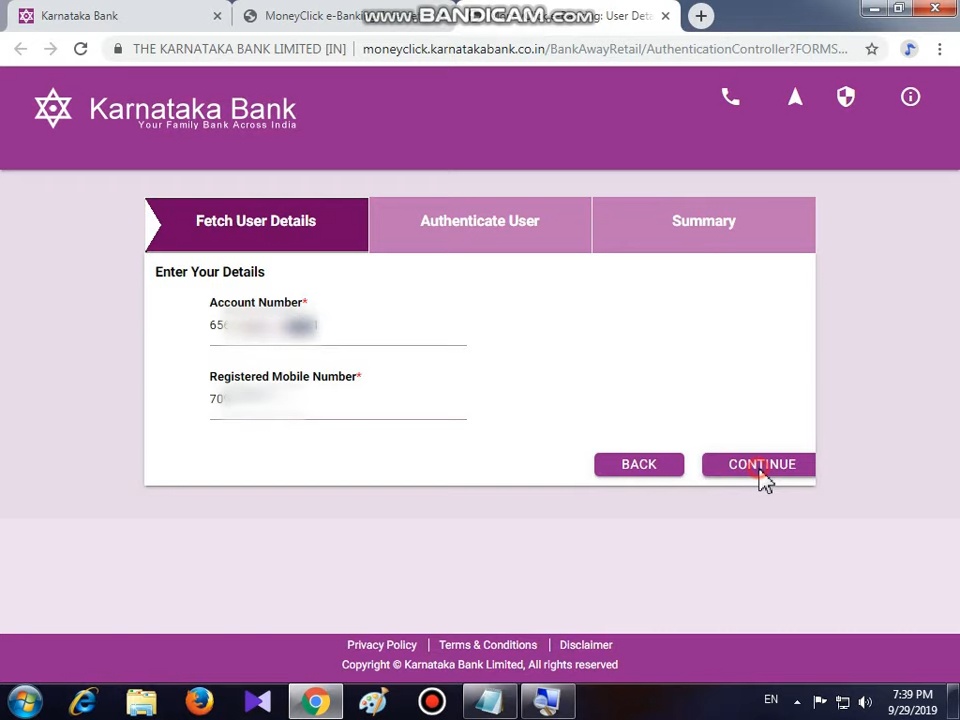 Karnataka Bank
MoneyClick e-Banki
www.BANDICAM.com
g: User Deta
THE KARNATAKA BANK LIMITED [IN]
moneyclick.karnatakabank.co.in/BankAwayRetail/AuthenticationController?FORMS...
Karnataka Bank
Your Family Bank Across India
Fetch User Details
Authenticate User
Summary
Enter Your Details
Account Number*
Registered Mobile Number*
BACK
CONTINUE
Privacy Policy
Terms & Conditions
Disclaimer
Copyright © Karnataka Bank Limited, All rights reserved
EN
7:39 PM
9/29/2019